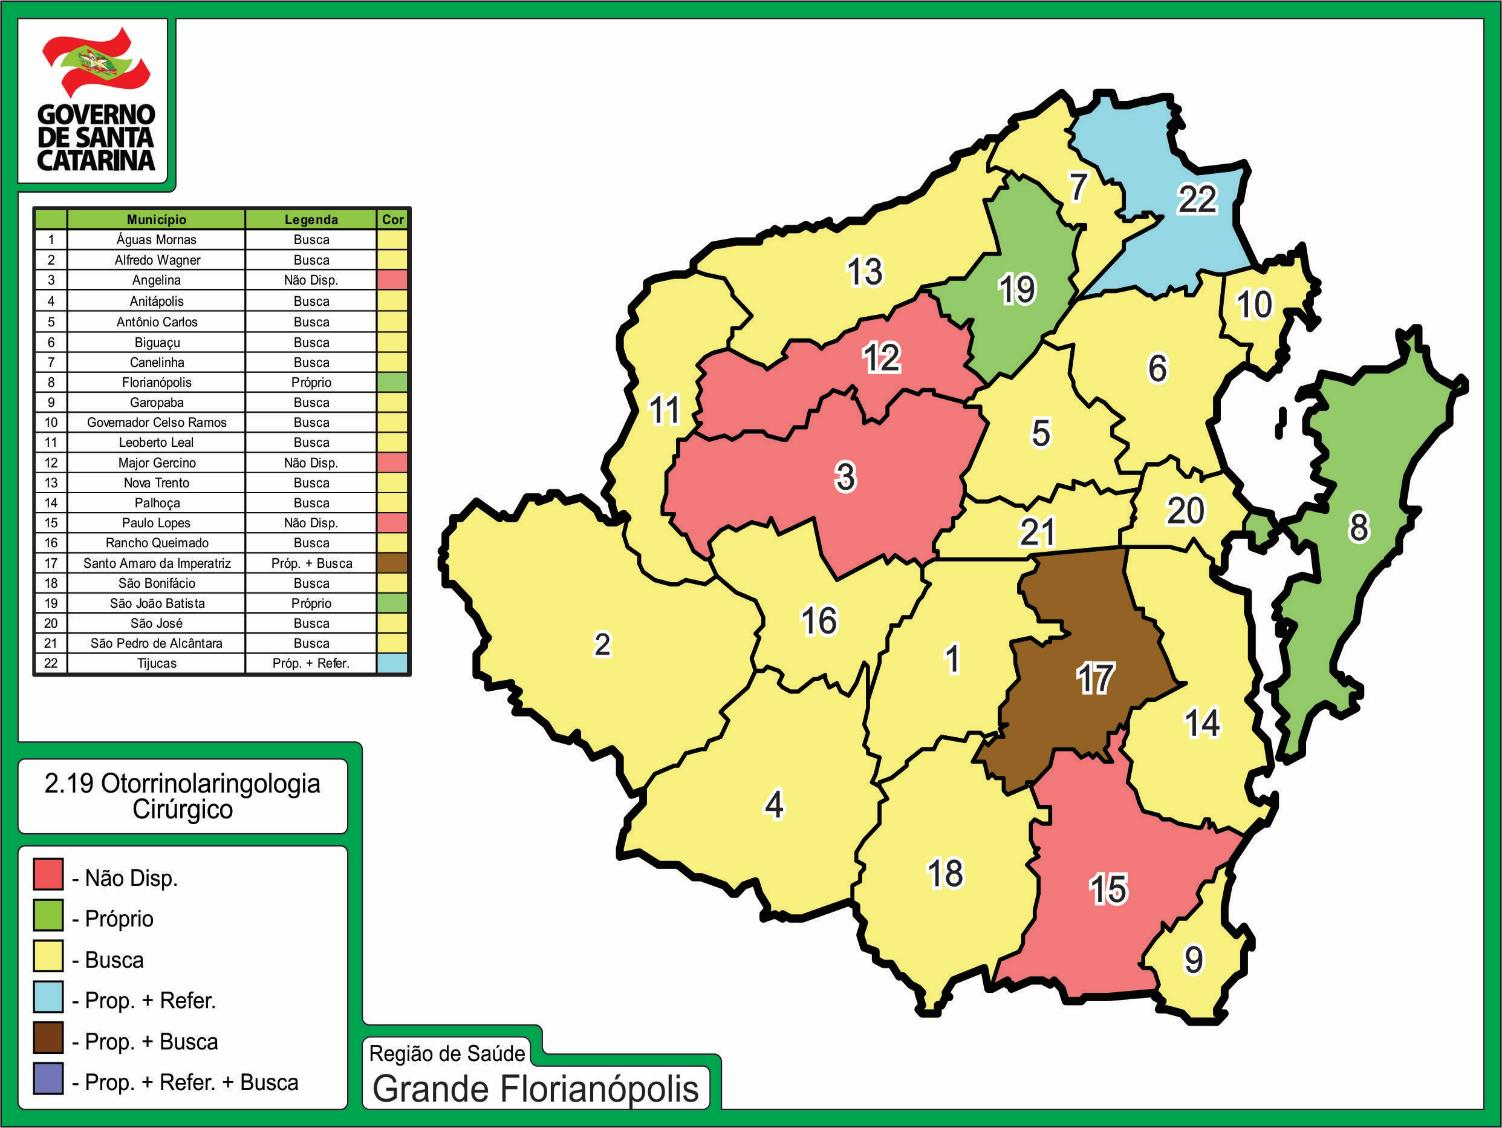 GOVERNO
DE SANTA
CATARINA
Município Legenda Cor
1 Águas Mornas Busca
2 Alfredo Wagner Busca
3 Angelina Não Disp.
4 Anitápolis Busca
5 Antônio Carlos Busca
6 Biguaçu Busca
7 Canelinha Busca
8 Florianópolis Próprio
9 Garopaba Busca
10 Governador Celso Ramos Busca
11 Leoberto Leal Busca
12 Major Gercino Não Disp.
13 Nova Trento Busca
14 Palhoça Busca
15 Paulo Lopes Não Disp.
16 Rancho Queimado Busca
17 Santo Amaro da Imperatriz Próp. + Busca
18 São Bonifácio Busca
19 São João Batista Próprio
20 São José Busca
21 São Pedro de Alcântara Busca
22 Tijucas Próp. + Refer.
7
22
13
19
10
12
6
11
5
3
20
21
8
16
2
1
17
14
4
18
15
9
2.19 Otorrinolaringologia
Cirúrgico
- Não Disp.
- Próprio
- Busca
- Prop. + Refer.
- Prop. + Busca
- Prop. + Refer. + Busca
Região de Saúde
Grande Florianópolis